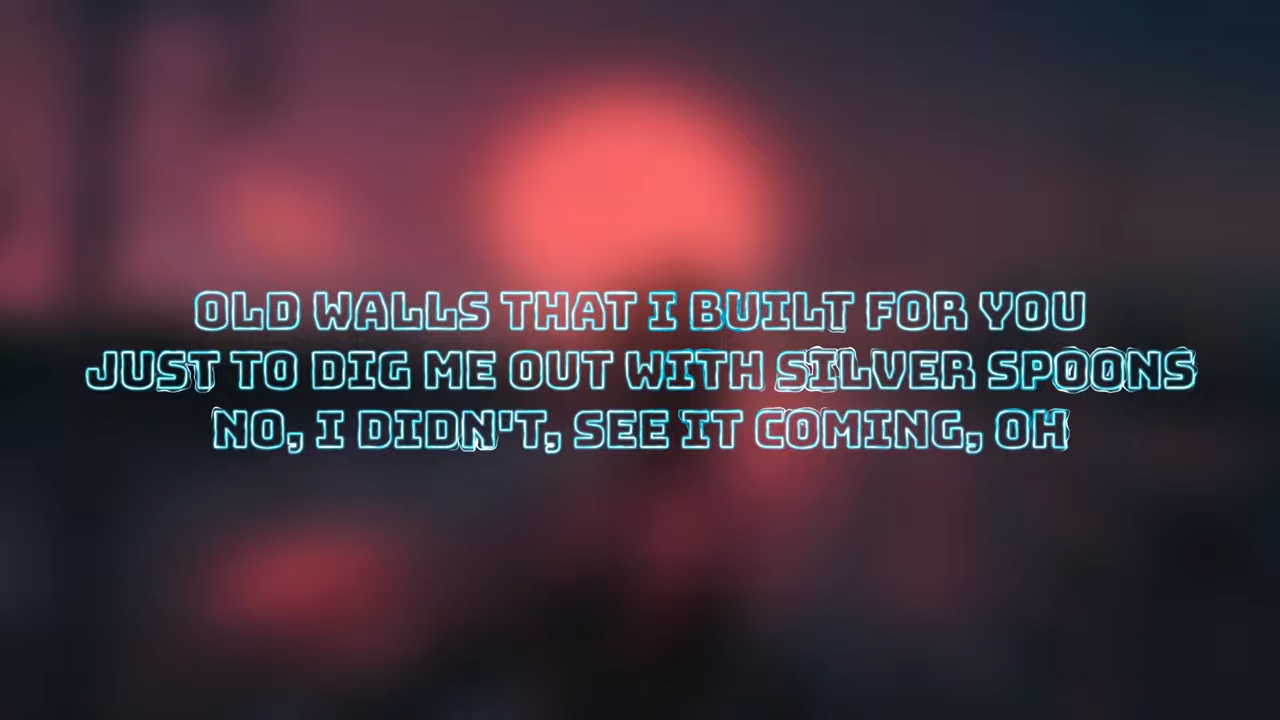 OLD WALLS THAT I BUILT FOR YOU
JUST TO DIG ME OUT WITH SILVER SPOONS
NO, I DIDN'T, SEE IT COMING, OH